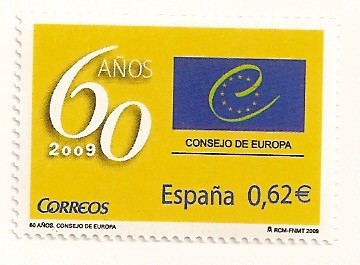 60 AÑOS
2009
CONSEJO DE EUROPA
España 0,62€
CORREOS
60 AÑOS. CONSEJO DE EUROPA
RCM-FNMT 2009